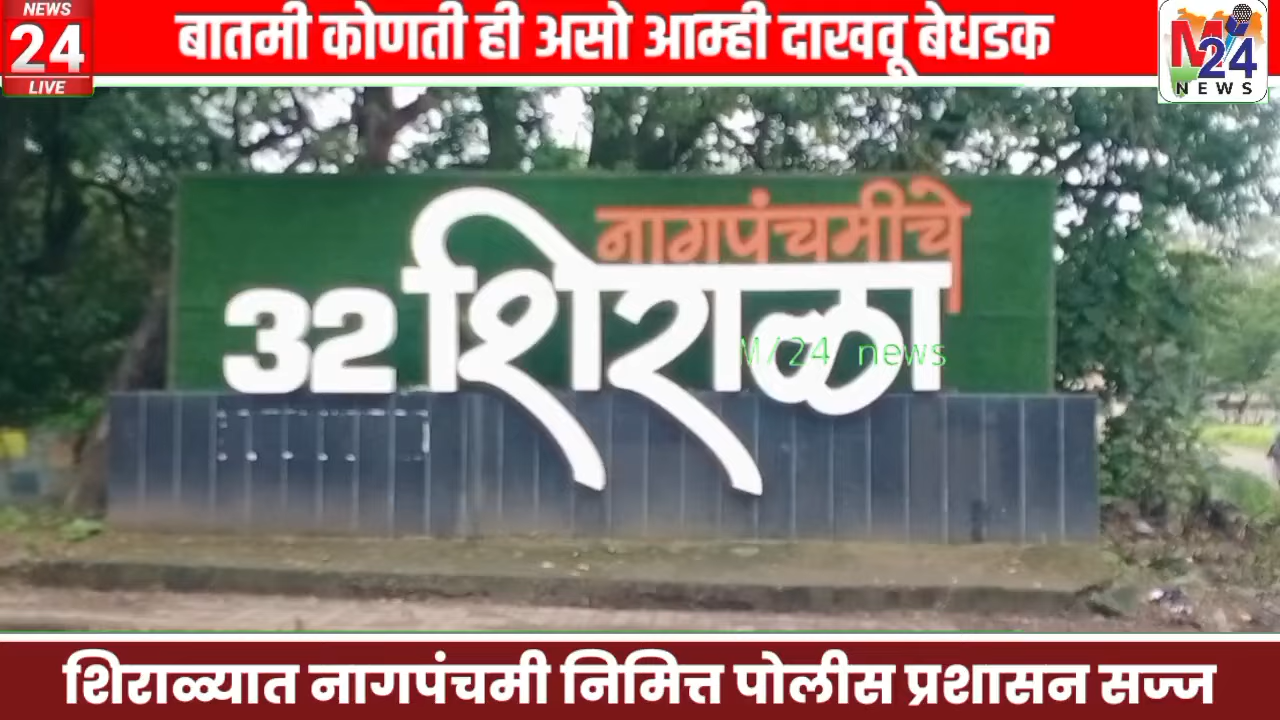 NEWS
24
LIVE
बातमी कोणती ही असो आम्ही दाखवू बेधडक
M 24
NEWS
नागपंचमीचे
32 शिराळा
M/24 news
शिराळ्यात नागपंचमी निमित्त पोलीस प्रशासन सज्ज